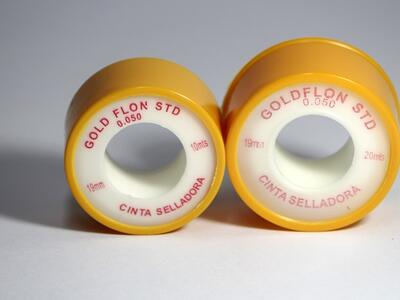 GOLD FLON STD
0.050
19mm
10mts
CINTA SELLADORA
GOLDFLON STD
0.050
19mm
20mts
CINTA SELLADORA